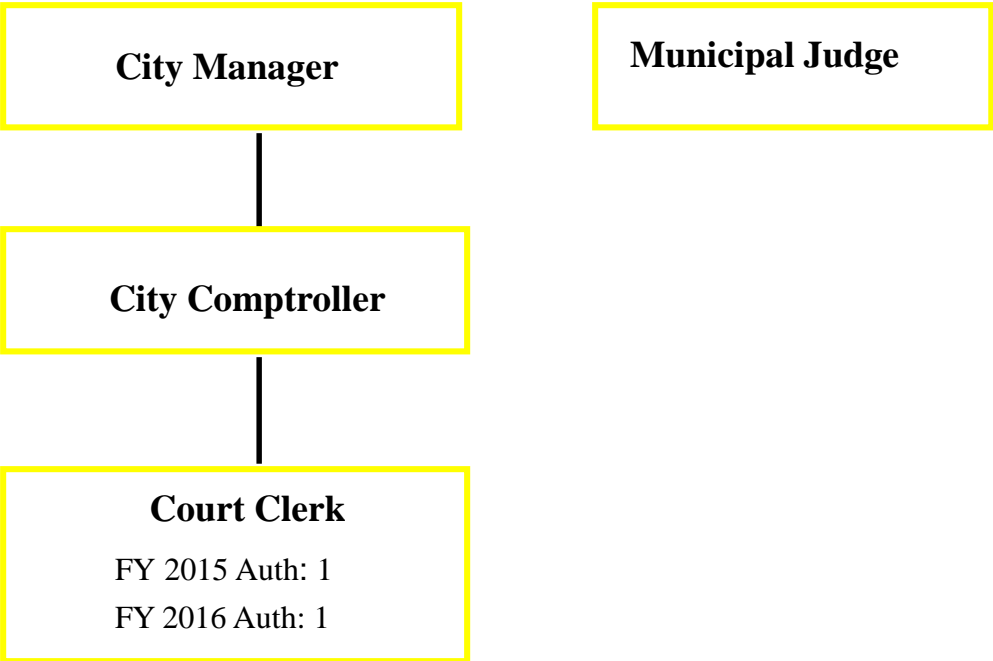 City Manager
Municipal Judge
City Comptroller
Court Clerk
FY 2015 Auth: 1
FY 2016 Auth: 1